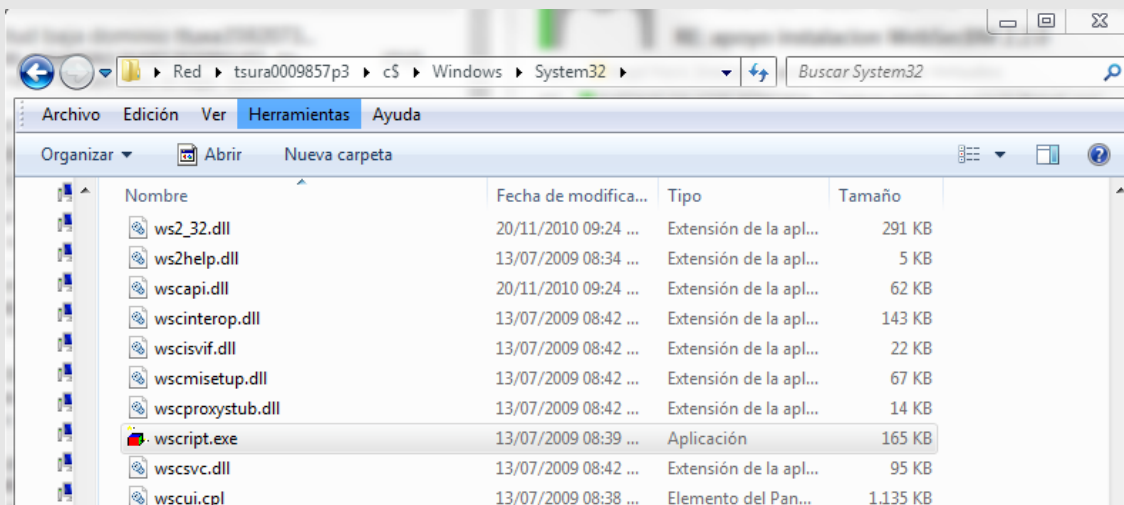 Red ▸ tsura0009857p3 ▸ c$ ▸ Windows ▸ System32 ▸ Buscar System32
Archivo Edición Ver Herramientas Ayuda
Organizar Abrir Nueva carpeta
Nombre Fecha de modifica... Tipo Tamaño
ws2_32.dll 20/11/2010 09:24 ... Extensión de la apl... 291 KB
ws2help.dll 13/07/2009 08:34 ... Extensión de la apl... 5 KB
wscapi.dll 20/11/2010 09:24 ... Extensión de la apl... 62 KB
wscinterop.dll 13/07/2009 08:42 ... Extensión de la apl... 143 KB
wscisvif.dll 13/07/2009 08:42 ... Extensión de la apl... 22 KB
wscmisetup.dll 13/07/2009 08:42 ... Extensión de la apl... 67 KB
wscproxystub.dll 13/07/2009 08:42 ... Extensión de la apl... 14 KB
wscript.exe 13/07/2009 08:39 ... Aplicación 165 KB
wscsvc.dll 13/07/2009 08:42 ... Extensión de la apl... 95 KB
wscui.cpl 13/07/2009 08:38 ... Elemento del Pan... 1.135 KB